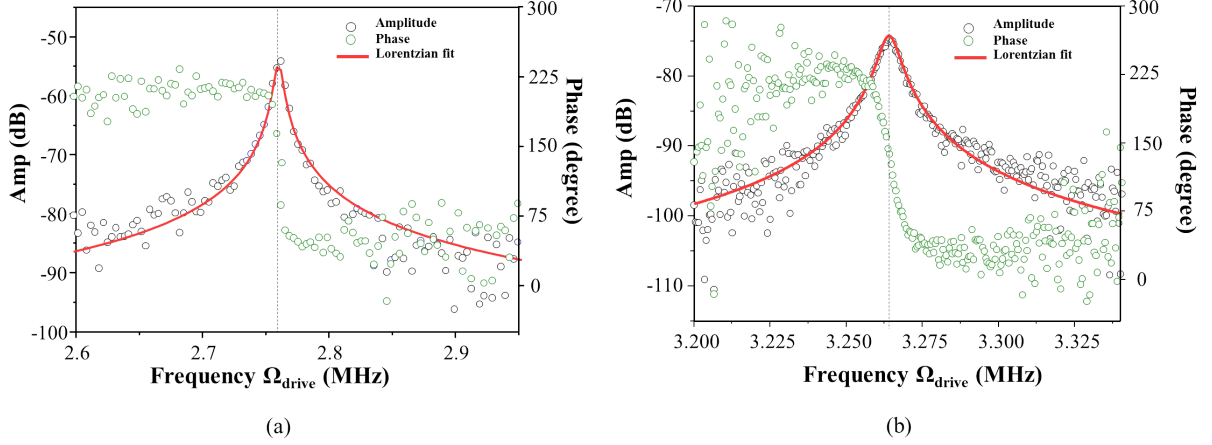 Amplitude
Phase
Lorentzian fit
-50
-60
-70
-80
-90
-100
300
225
150
75
0
2.6
2.7
2.8
2.9
Amp (dB)
Phase (degree)
Frequency Ωdrive (MHz)
(a)
Amplitude
Phase
Lorentzian fit
-70
-80
-90
-100
-110
300
225
150
75
0
3.200
3.225
3.250
3.275
3.300
3.325
Amp (dB)
Phase (degree)
Frequency Ωdrive (MHz)
(b)